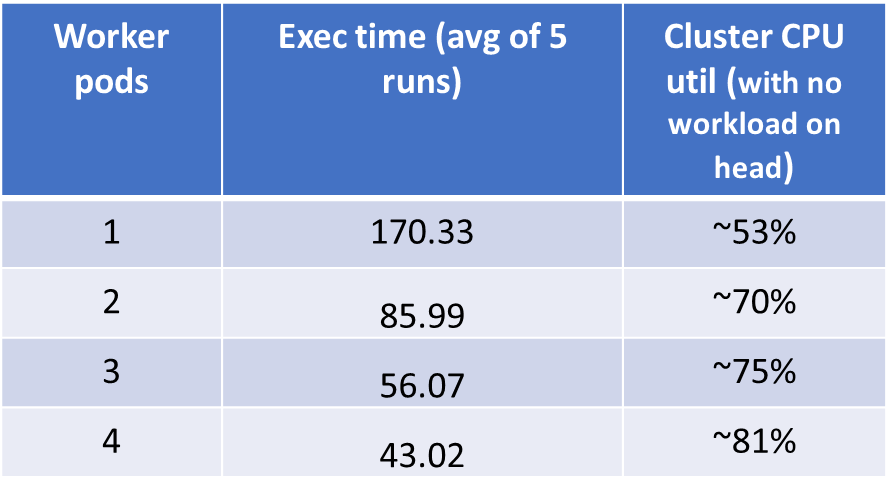 Worker
pods
Exec time (avg of 5
runs)
Cluster CPU
util (with no
workload on
head)
1
170.33
~53%
2
85.99
~70%
3
56.07
~75%
4
43.02
~81%